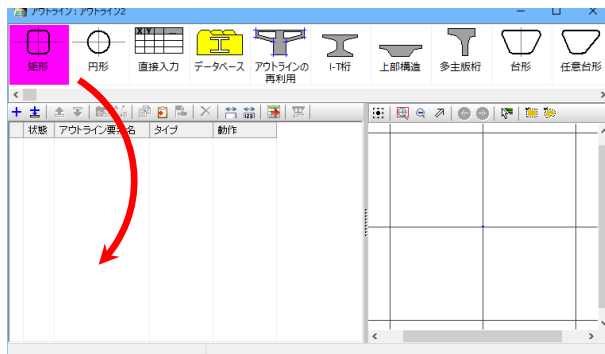 アウトライン : アウトライン2
矩形
円形
X Y ...
直接入力
データベース
アウトラインの
再利用
I-T桁
上部構造
多主版桁
台形
任意台形
状態
アウトライン要素名
タイプ
動作